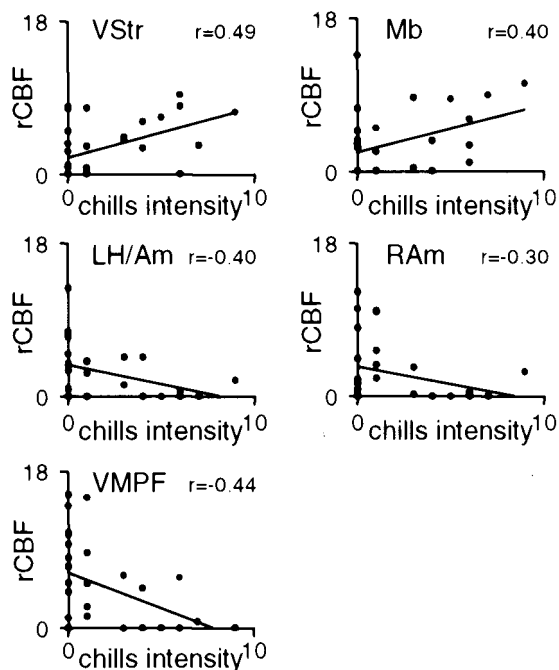 18
VStr r=0.49
rCBF
0
0 10
chills intensity
18
Mb r=0.40
rCBF
0
0 10
chills intensity
18
LH/Am r=-0.40
rCBF
0
0 10
chills intensity
18
RAm r=-0.30
rCBF
0
0 10
chills intensity
18
VMPF r=-0.44
rCBF
0
0 10
chills intensity